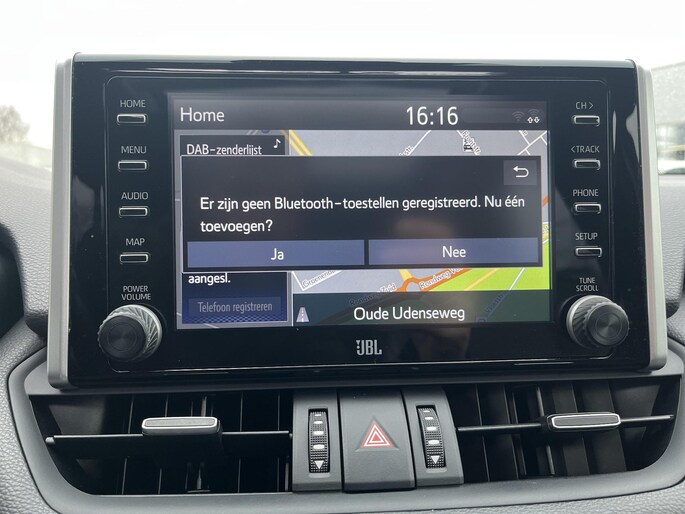 HOME
MENU
AUDIO
MAP
POWER
VOLUME
Home
16:16
DAB-zenderlijst
Er zijn geen Bluetooth-toestellen geregistreerd. Nu één
toevoegen?
Ja
Nee
aangesl.
Telefoon registreren
Oude Udenseweg
CH >
< TRACK
PHONE
SETUP
TUNE
SCROLL
JBL